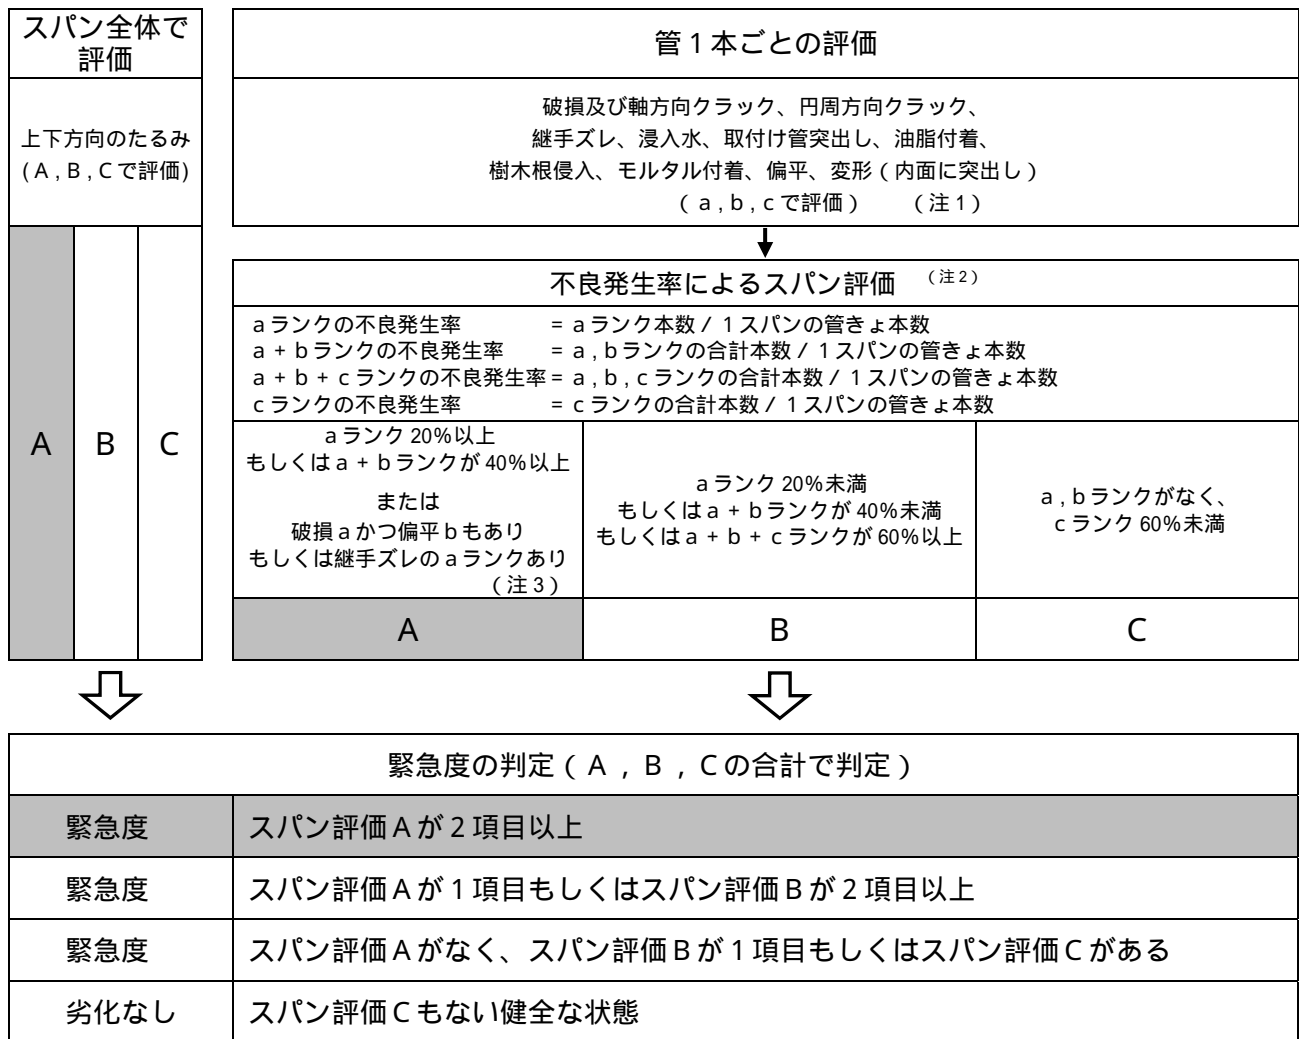 スパン全体で
評価
上下方向のたるみ
(A,B,Cで評価)
A B C
管1本ごとの評価
破損及び軸方向クラック、円周方向クラック、
継手ズレ、浸入水、取付け管突出し、油脂付着、
樹木根侵入、モルタル付着、偏平、変形(内面に突出し)
(a,b,cで評価) (注1)
不良発生率によるスパン評価 (注2)
aランクの不良発生率 =aランク本数/1スパンの管きょ本数
a+bランクの不良発生率 =a,bランクの合計本数/1スパンの管きょ本数
a+b+cランクの不良発生率=a,b,cランクの合計本数/1スパンの管きょ本数
cランクの不良発生率 =cランクの合計本数/1スパンの管きょ本数
aランク20%以上
もしくはa+bランクが40%以上
または
破損aかつ偏平bもあり
もしくは継手ズレのaランクあり
(注3)
aランク20%未満
もしくはa+bランクが40%未満
もしくはa+b+cランクが60%以上
a,bランクがなく、
cランク60%未満
A B C
緊急度の判定(A,B,Cの合計で判定)
緊急度 スパン評価Aが2項目以上
緊急度 スパン評価Aが1項目もしくはスパン評価Bが2項目以上
緊急度 スパン評価Aがなく、スパン評価Bが1項目もしくはスパン評価Cがある
劣化なし スパン評価Cもない健全な状態